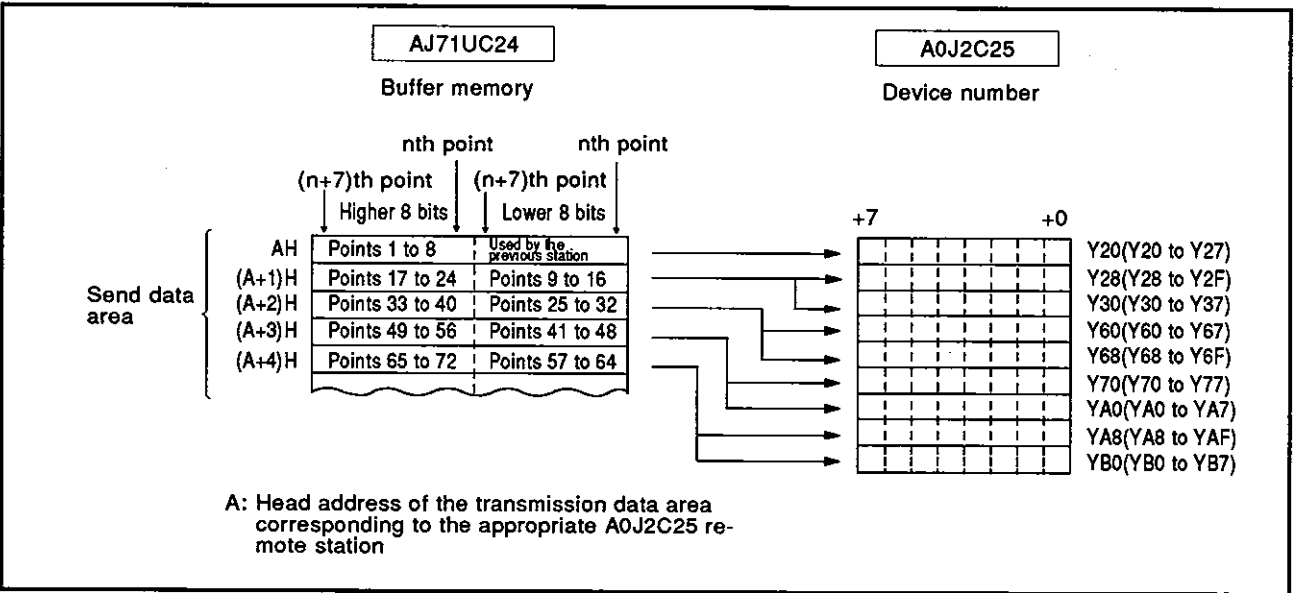 AJ71UC24
A0J2C25
Buffer memory
Device number
nth point nth point
(n+7)th point (n+7)th point
Higher 8 bits Lower 8 bits
+7 +0
Send data
area
AH Points 1 to 8 Used by the
previous station
(A+1)H Points 17 to 24 Points 9 to 16
(A+2)H Points 33 to 40 Points 25 to 32
(A+3)H Points 49 to 56 Points 41 to 48
(A+4)H Points 65 to 72 Points 57 to 64
Y20(Y20 to Y27)
Y28(Y28 to Y2F)
Y30(Y30 to Y37)
Y60(Y60 to Y67)
Y68(Y68 to Y6F)
Y70(Y70 to Y77)
YA0(YA0 to YA7)
YA8(YA8 to YAF)
YB0(YB0 to YB7)
A: Head address of the transmission data area
corresponding to the appropriate A0J2C25 re-
mote station